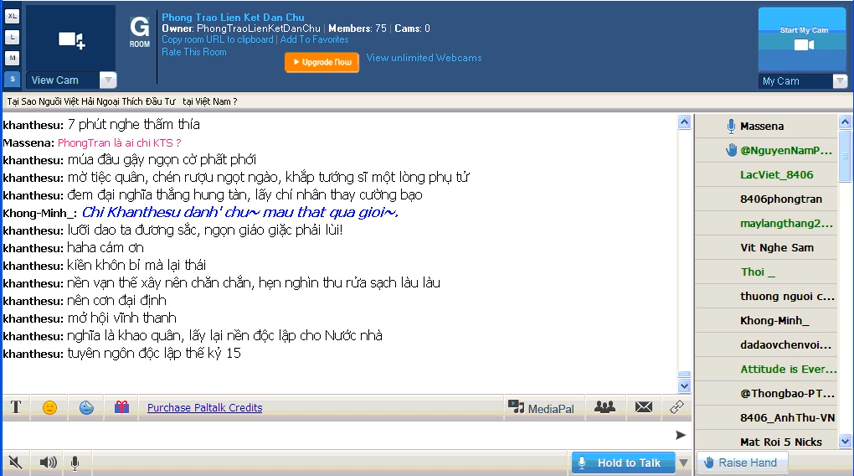 XL
L
M
S
View Cam
G
ROOM
Phong Trao Lien Ket Dan Chu
Owner: PhongTraoLienKetDanChu | Members: 75 | Cams: 0
Copy room URL to clipboard | Add To Favorites
Rate This Room
Upgrade Now
View unlimited Webcams
Start My Cam
My Cam
Tại Sao Người Việt Hải Ngoại Thích Đầu Tư tại Việt Nam ?
khanthesu: 7 phút nghe thấm thía
Massena: PhongTran là ai chi KTS ?
khanthesu: múa đầu gậy ngọn cờ phất phới
khanthesu: mở tiệc quân, chén rượu ngọt ngào, khắp tướng sĩ một lòng phụ tử
khanthesu: đem đại nghĩa thắng hung tàn, lấy chí nhân thay cường bạo
Khong-Minh_: Chi Khanthesu danh' chu~ mau that qua gioi~.
khanthesu: lưỡi dao ta đương sắc, ngọn giáo giặc phải lùi!
khanthesu: haha cám ơn
khanthesu: kiền khôn bỉ mà lại thái
khanthesu: nền vạn thế xây nên chăn chắn, hẹn nghìn thu rửa sạch làu làu
khanthesu: nên cơn đại định
khanthesu: mở hội vĩnh thanh
khanthesu: nghĩa là khao quân, lấy lại nền độc lập cho Nước nhà
khanthesu: tuyên ngôn độc lập thế kỷ 15
Massena
@NguyenNamP...
LacViet_8406
8406phongtran
maylangthang2...
Vit Nghe Sam
Thoi _
thuong nguoi c...
Khong-Minh_
dadaovchenvoi...
Attitude is Ever...
@Thongbao-PT...
8406_AnhThu-VN
Mat Roi 5 Nicks
T
Purchase Paltalk Credits
MediaPal
Hold to Talk
Raise Hand